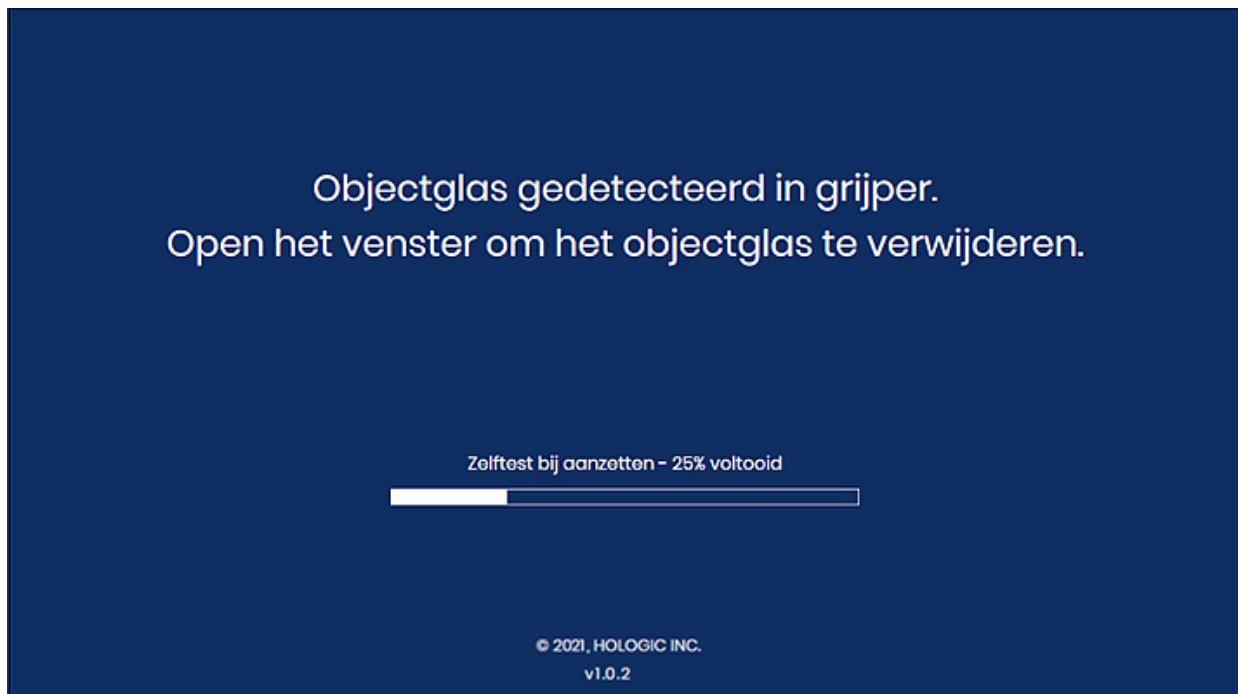 Objectglas gedetecteerd in grijper.
Open het venster om het objectglas te verwijderen.
Zelftest bij aanzetten - 25% voltooid
© 2021, HOLOGIC INC.
v1.0.2